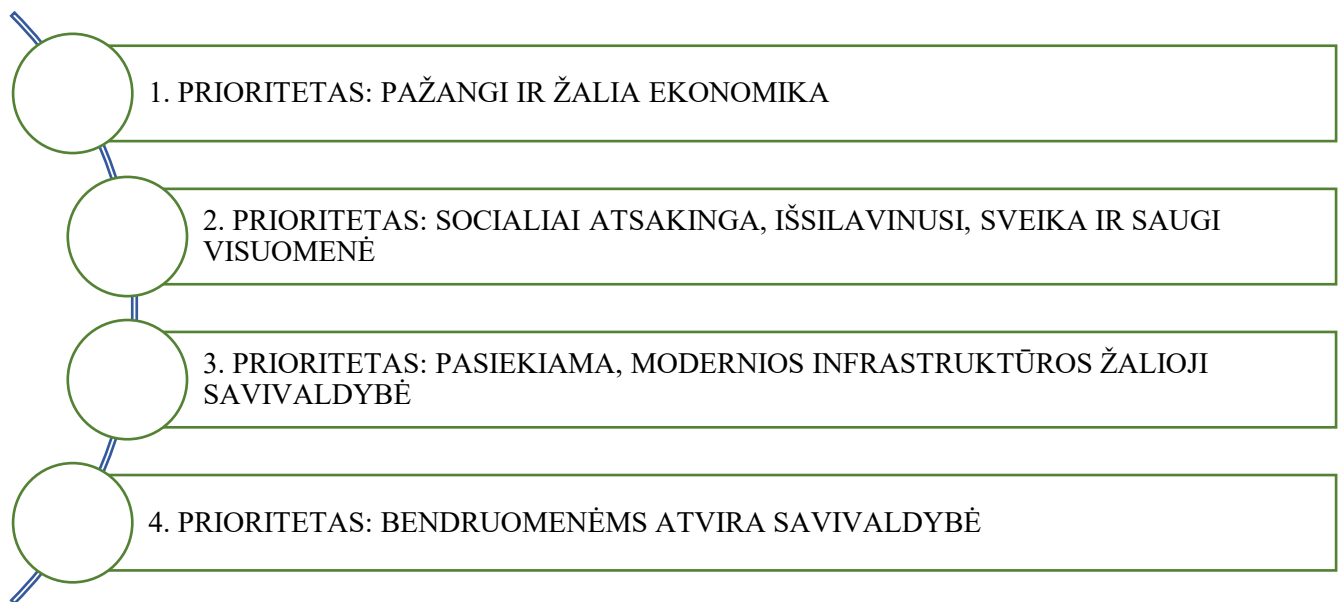 1. PRIORITETAS: PAŽANGI IR ŽALIA EKONOMIKA
2. PRIORITETAS: SOCIALIAI ATSAKINGA, IŠSILAVINUSI, SVEIKA IR SAUGI
VISUOMENĖ
3. PRIORITETAS: PASIEKIAMA, MODERNIOS INFRASTRUKTŪROS ŽALIOJI
SAVIVALDYBĖ
4. PRIORITETAS: BENDRUOMENĖMS ATVIRA SAVIVALDYBĖ